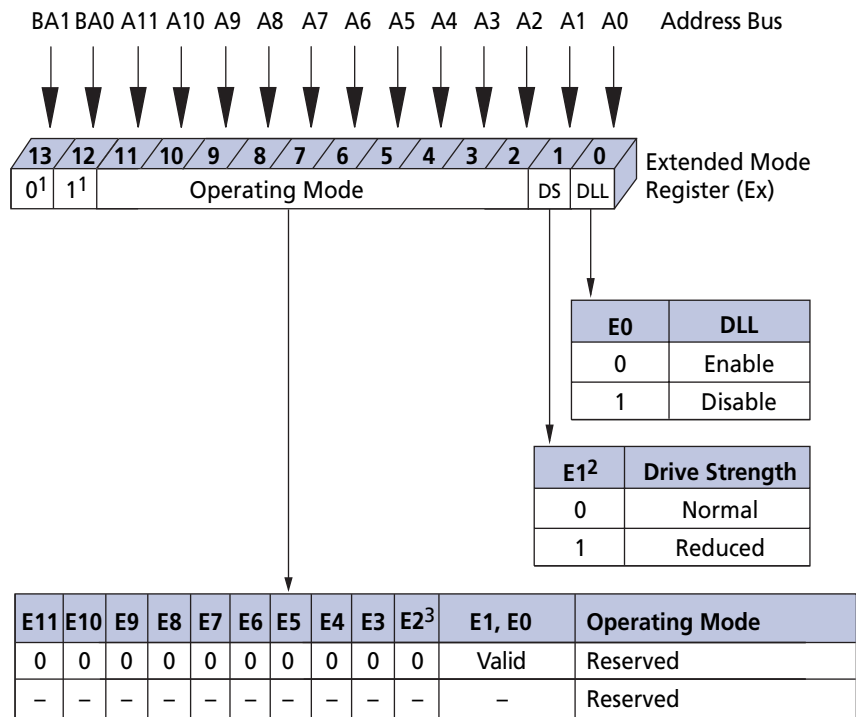 BA1 BA0 A11 A10 A9 A8 A7 A6 A5 A4 A3 A2 A1 A0 Address Bus
13 12 11 10 9 8 7 6 5 4 3 2 1 0
0¹ 1¹ Operating Mode DS DLL
Extended Mode
Register (Ex)
E0 DLL
0 Enable
1 Disable
E1² Drive Strength
0 Normal
1 Reduced
E11 E10 E9 E8 E7 E6 E5 E4 E3 E2³ E1, E0 Operating Mode
0 0 0 0 0 0 0 0 0 0 Valid Reserved
– – – – – – – – – – – Reserved